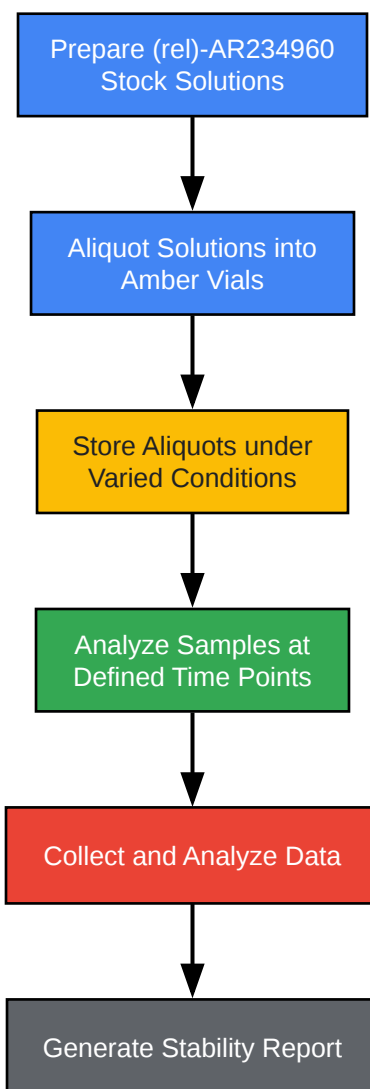 Prepare (rel)-AR234960
Stock Solutions
Aliquot Solutions into
Amber Vials
Store Aliquots under
Varied Conditions
Analyze Samples at
Defined Time Points
Collect and Analyze Data
Generate Stability Report